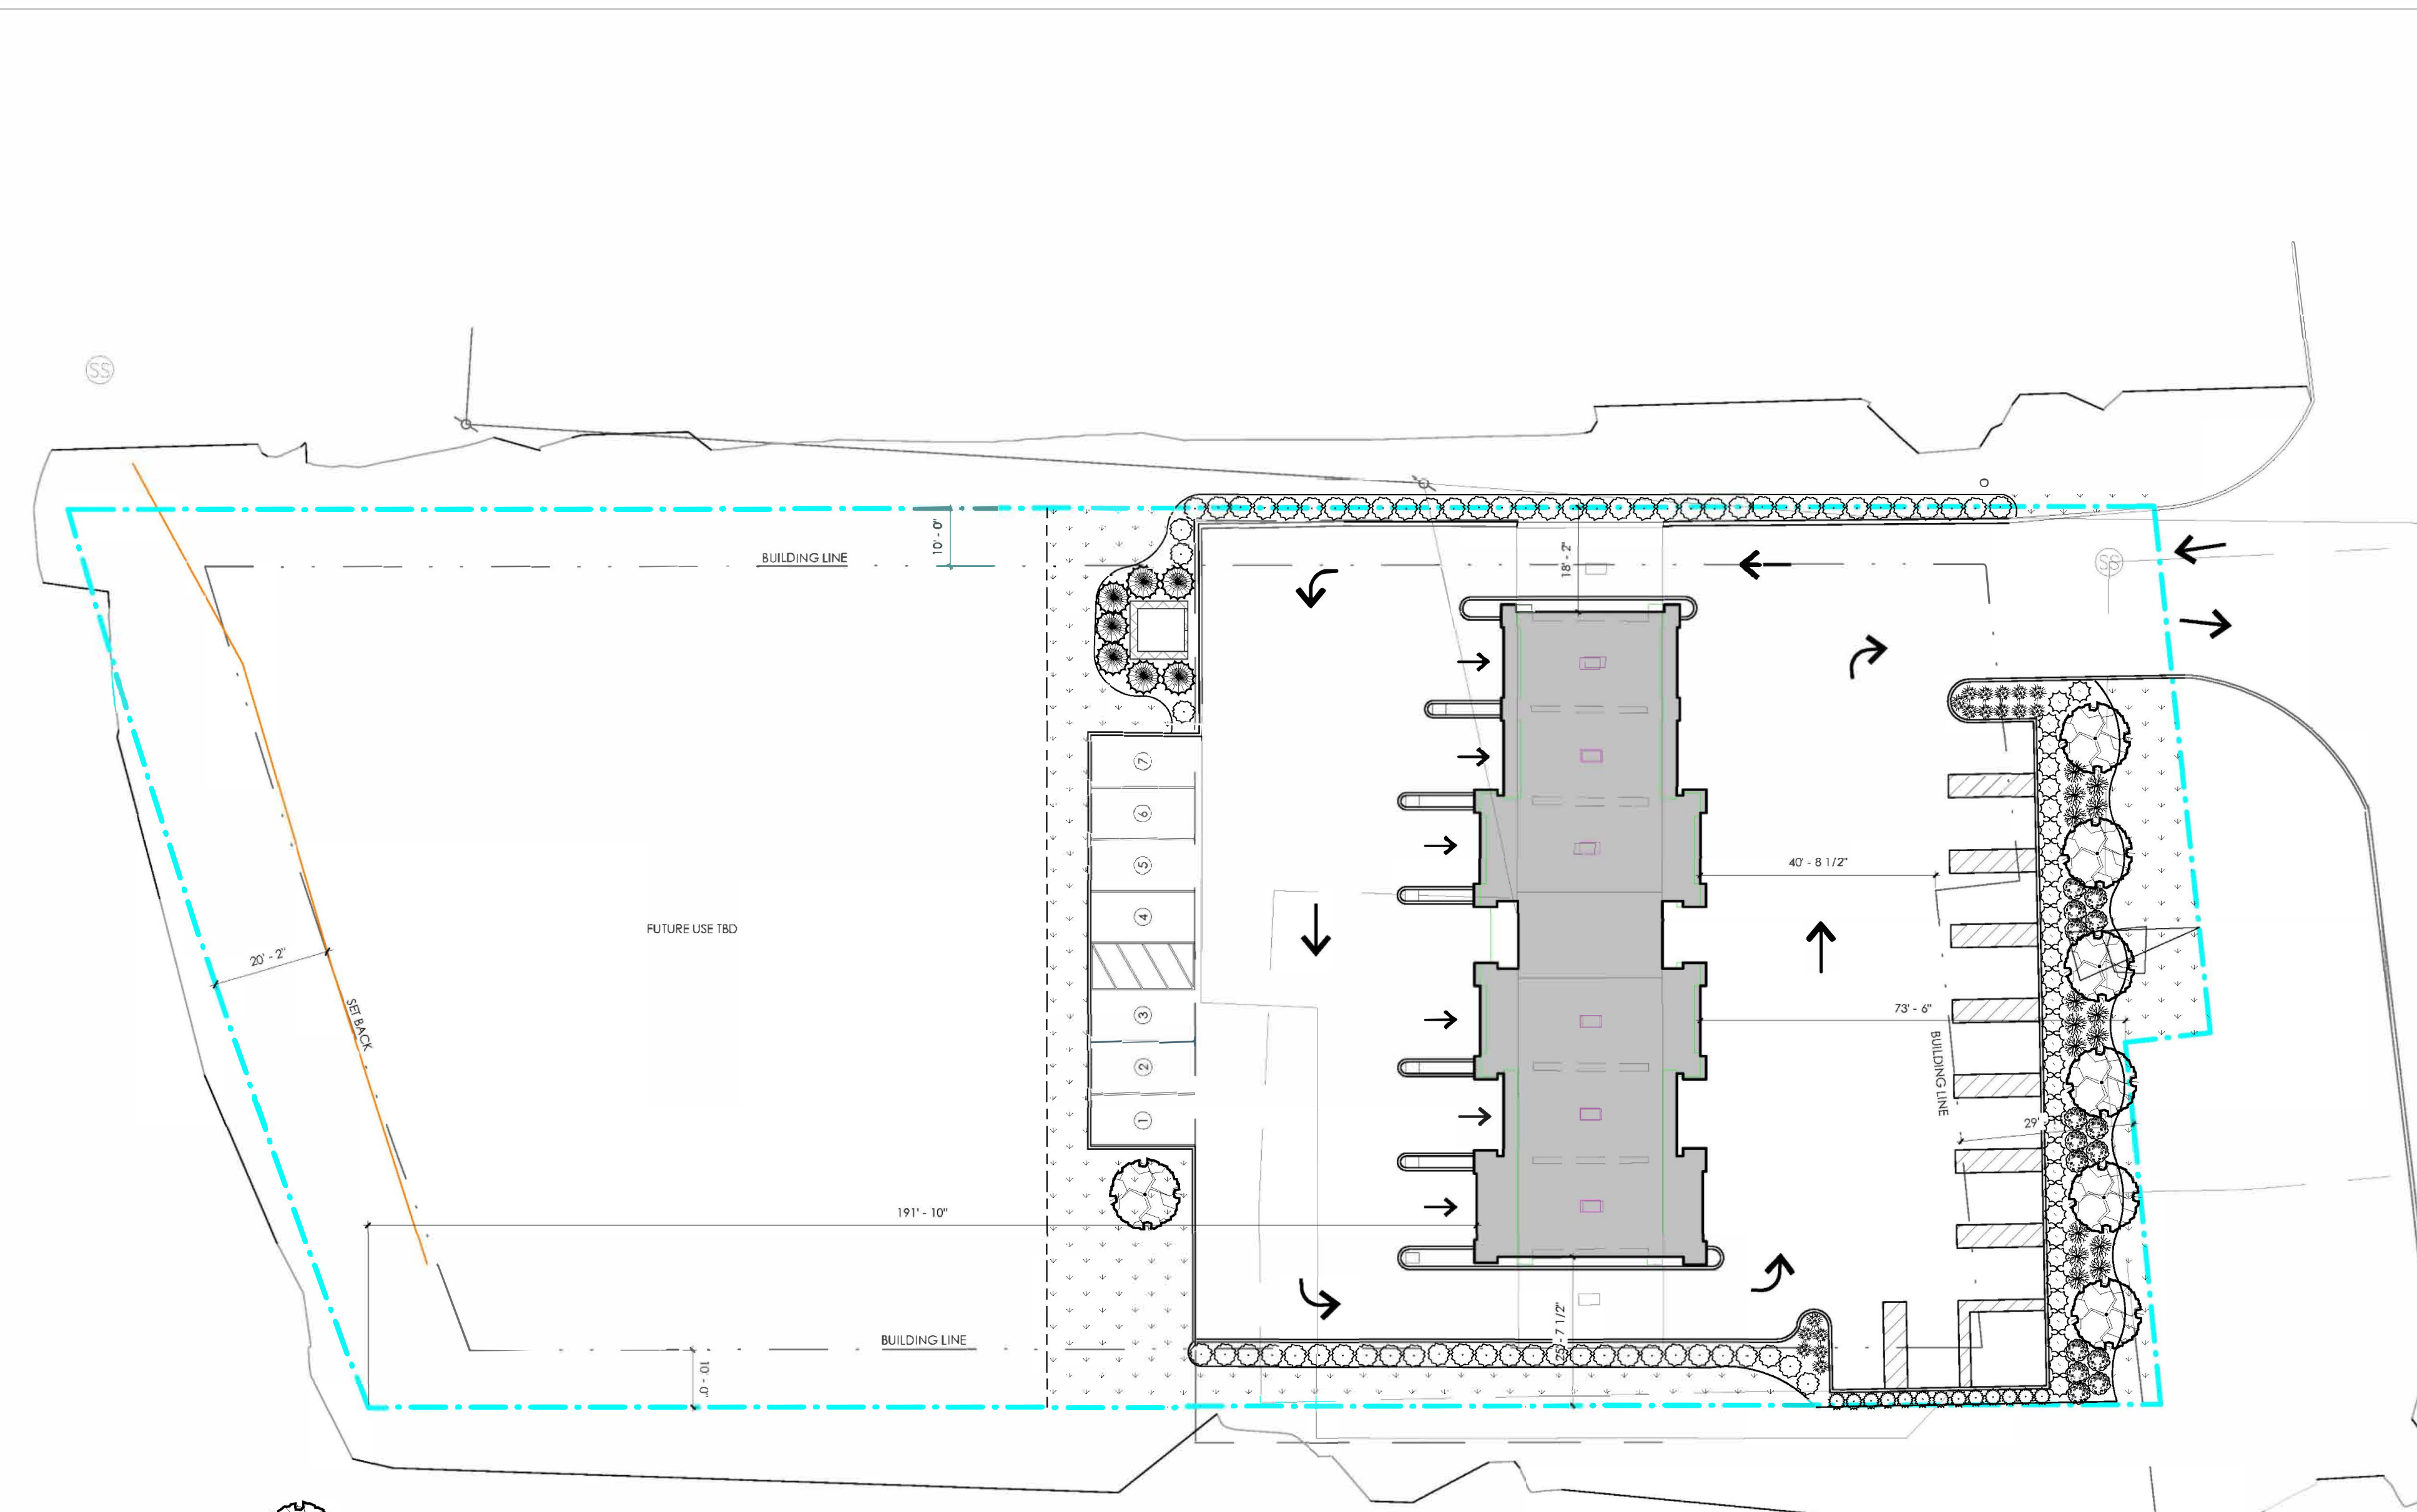 SS
10' - 0"
BUILDING LINE
18' - 2"
SS
7
6
5
40' - 8 1/2"
4
FUTURE USE TBD
20' - 2"
SET BACK
3
73' - 6"
BUILDING LINE
2
1
29'
191' - 10"
BUILDING LINE
25' - 7 1/2"
10' - 0"